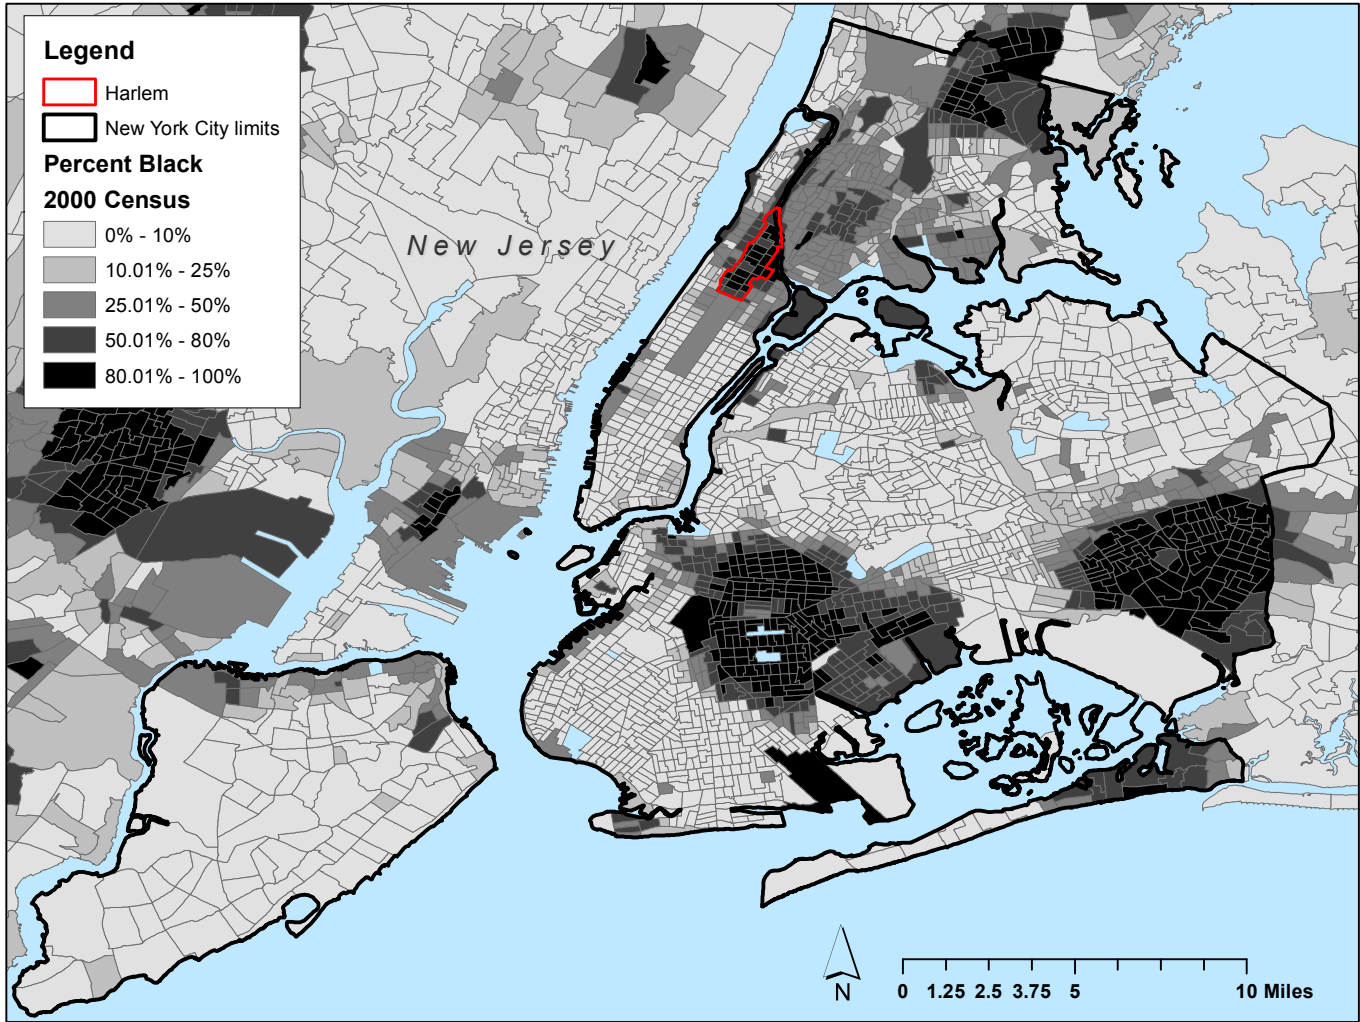 Legend
Harlem
New York City limits
Percent Black
2000 Census
0% - 10%
10.01% - 25%
25.01% - 50%
50.01% - 80%
80.01% - 100%
New Jersey
N
0 1.25 2.5 3.75 5 10 Miles